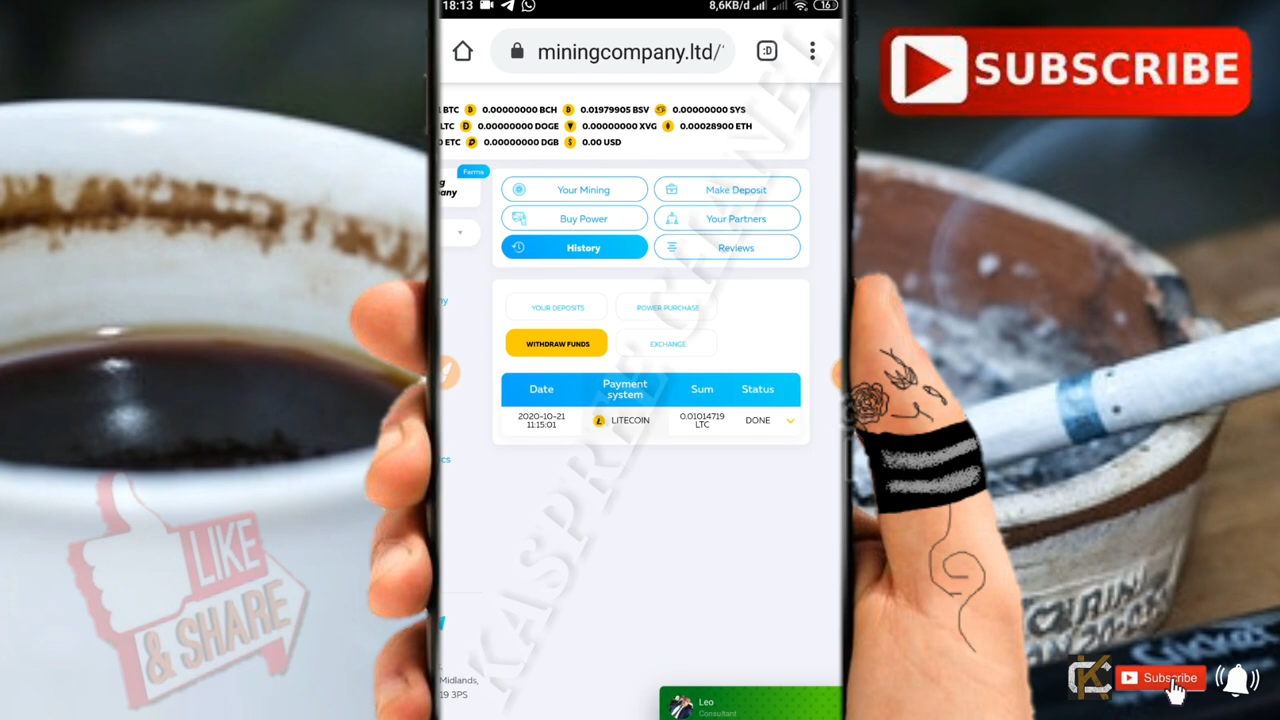 18:13
8,6KB/d
16
miningcompany.ltd/
:D
BTC 0.00000000 BCH 0.01979905 BSV 0.00000000 SYS
LTC 0.00000000 DOGE 0.00000000 XVG 0.00028900 ETH
ETC 0.00000000 DGB 0.00 USD
Farms
Your Mining
Make Deposit
Buy Power
Your Partners
History
Reviews
YOUR DEPOSITS
POWER PURCHASE
WITHDRAW FUNDS
EXCHANGE
Date Payment system Sum Status
2020-10-21
11:15:01
LITECOIN
0.01014719
LTC
DONE
Midlands,
19 3PS
Leo
Consultant
KASPRET CHANNEL
SUBSCRIBE
LIKE
& SHARE
Subscribe